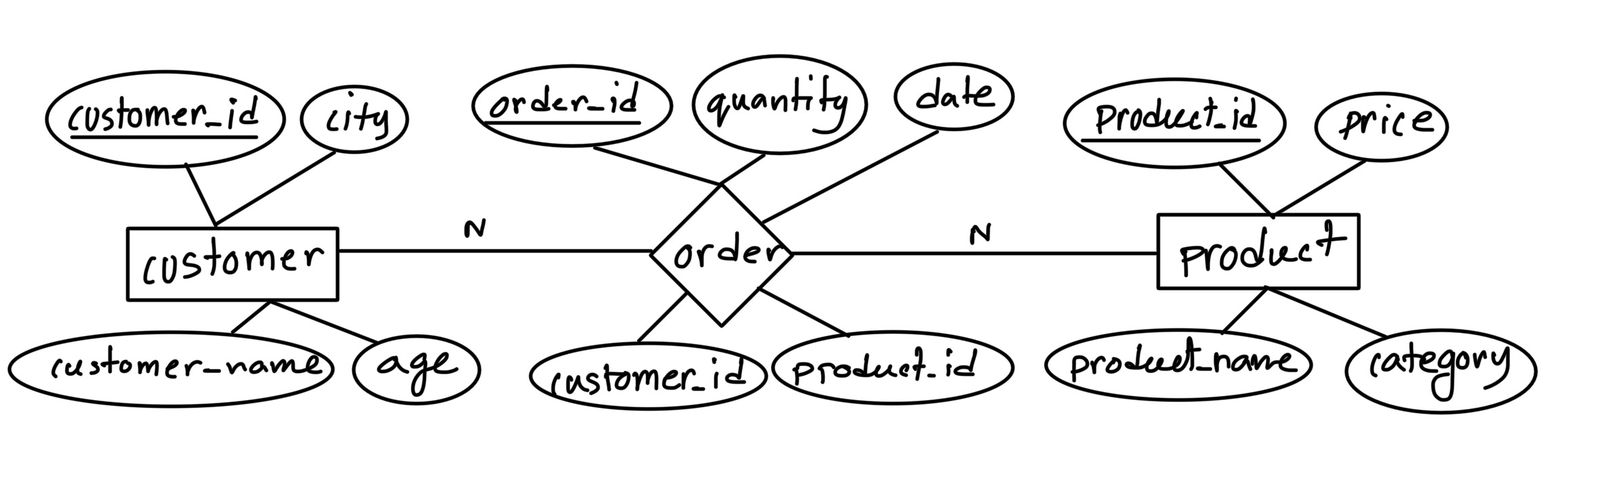 customer_id
city
order_id
quantity
date
product_id
price
N
N
customer
order
product
customer_name
age
customer_id
product_id
product_name
category